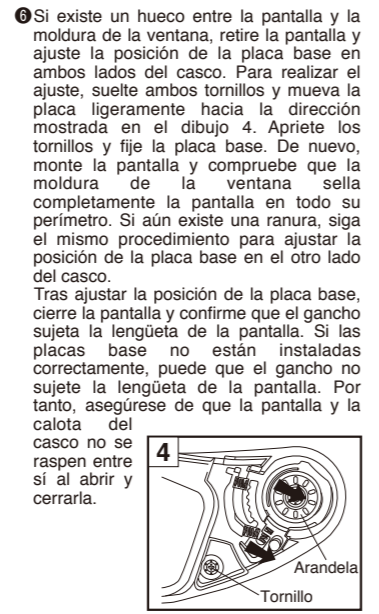 ❻Si existe un hueco entre la pantalla y la
moldura de la ventana, retire la pantalla y
ajuste la posición de la placa base en
ambos lados del casco. Para realizar el
ajuste, suelte ambos tornillos y mueva la
placa ligeramente hacia la dirección
mostrada en el dibujo 4. Apriete los
tornillos y fije la placa base. De nuevo,
monte la pantalla y compruebe que la
moldura de la ventana sella
completamente la pantalla en todo su
perímetro. Si aún existe una ranura, siga
el mismo procedimiento para ajustar la
posición de la placa base en el otro lado
del casco.
Tras ajustar la posición de la placa base,
cierre la pantalla y confirme que el gancho
sujeta la lengüeta de la pantalla. Si las
placas base no están instaladas
correctamente, puede que el gancho no
sujete la lengüeta de la pantalla. Por
tanto, asegúrese de que la pantalla y la
calota del
casco no se
raspen entre
sí al abrir y
cerrarla.
4
Arandela
Tornillo